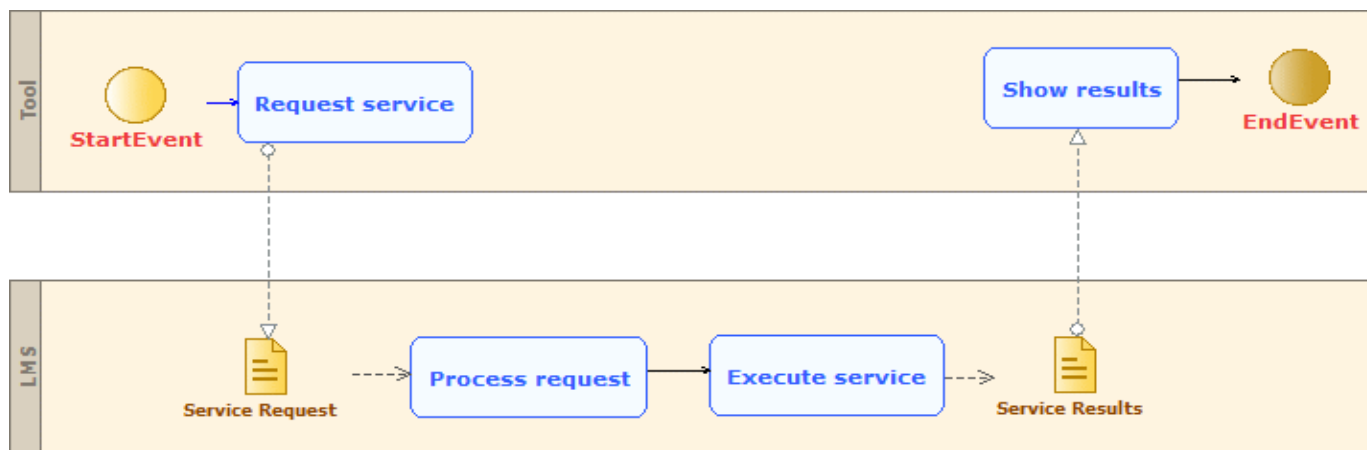 Tool
StartEvent
Request service
Show results
EndEvent
LMS
Service Request
Process request
Execute service
Service Results